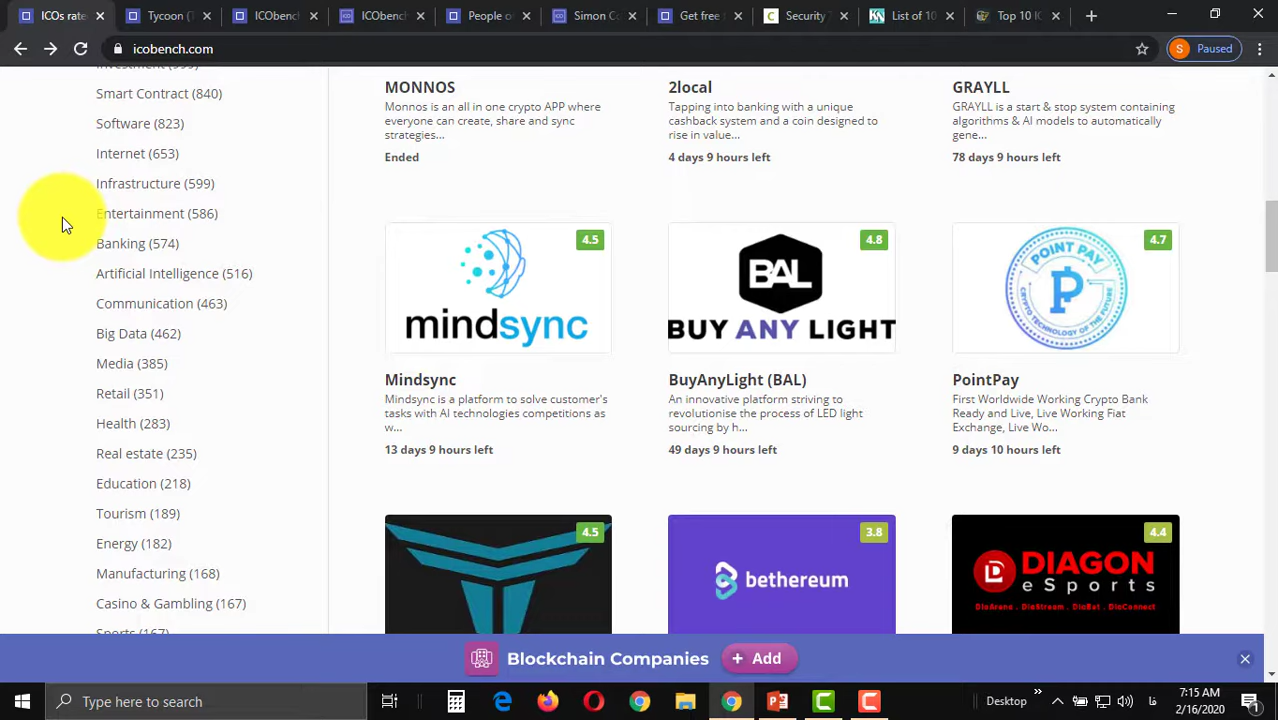 ICOs rate
Tycoon (T
ICObench
ICObench
People o
Simon Co
Get free
Security
List of 10
Top 10 IC
icobench.com
S Paused
Investment (599)
Smart Contract (840)
Software (823)
Internet (653)
Infrastructure (599)
Entertainment (586)
Banking (574)
Artificial Intelligence (516)
Communication (463)
Big Data (462)
Media (385)
Retail (351)
Health (283)
Real estate (235)
Education (218)
Tourism (189)
Energy (182)
Manufacturing (168)
Casino & Gambling (167)
Sports (167)
MONNOS
Monnos is an all in one crypto APP where
everyone can create, share and sync
strategies...
Ended
2local
Tapping into banking with a unique
cashback system and a coin designed to
rise in value...
4 days 9 hours left
GRAYLL
GRAYLL is a start & stop system containing
algorithms & AI models to automatically
gene...
78 days 9 hours left
4.5
mindsync
Mindsync
Mindsync is a platform to solve customer's
tasks with AI technologies competitions as
w...
13 days 9 hours left
4.8
BAL
BUY ANY LIGHT
BuyAnyLight (BAL)
An innovative platform striving to
revolutionise the process of LED light
sourcing by h...
49 days 9 hours left
4.7
POINT PAY
CRYPTO TECHNOLOGY OF THE FUTURE
PointPay
First Worldwide Working Crypto Bank
Ready and Live, Live Working Fiat
Exchange, Live Wo...
9 days 10 hours left
4.5
3.8
bethereum
4.4
DIAGON
eSports
DiaArena . DiaStream . DiaBet . DiaConnect
Blockchain Companies
+ Add
Type here to search
Desktop
فا
7:15 AM
2/16/2020
1